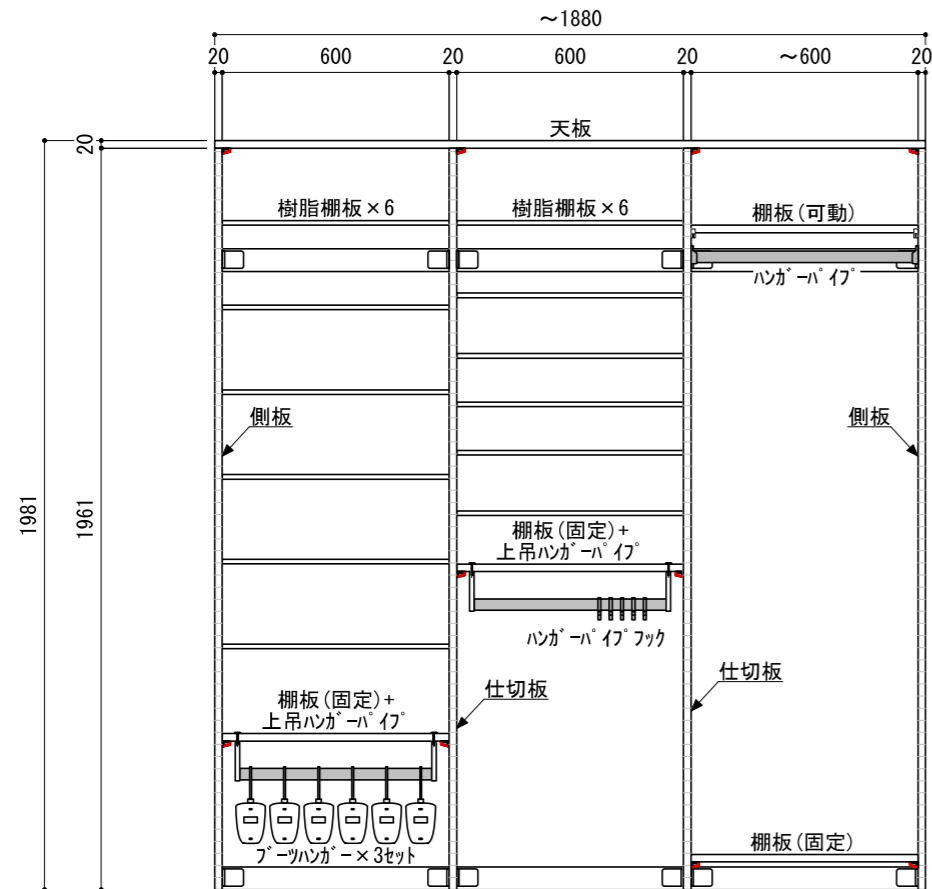 ～1880
20
600
20
600
20
～600
20
天板
20
樹脂棚板×6
樹脂棚板×6
棚板(可動)
ﾊﾝｶﾞｰﾊﾟｲﾌﾟ
側板
側板
1981
1961
棚板(固定)+
上吊ﾊﾝｶﾞｰﾊﾟｲﾌﾟ
ﾊﾝｶﾞｰﾊﾟｲﾌﾟﾌｯｸ
仕切板
仕切板
棚板(固定)+
上吊ﾊﾝｶﾞｰﾊﾟｲﾌﾟ
ﾌﾞｰﾂﾊﾝｶﾞｰ×3ｾｯﾄ
棚板(固定)